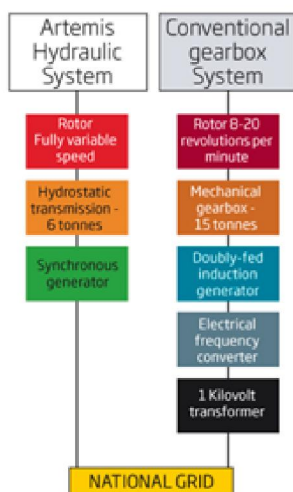 Artemis
Hydraulic
System
Rotor
Fully variable
speed
Hydrostatic
transmission -
6 tonnes
Synchronous
generator
Conventional
gearbox
System
Rotor 8-20
revolutions per
minute
Mechanical
gearbox -
15 tonnes
Doubly-fed
induction
generator
Electrical
frequency
converter
1 Kilovolt
transformer
NATIONAL GRID